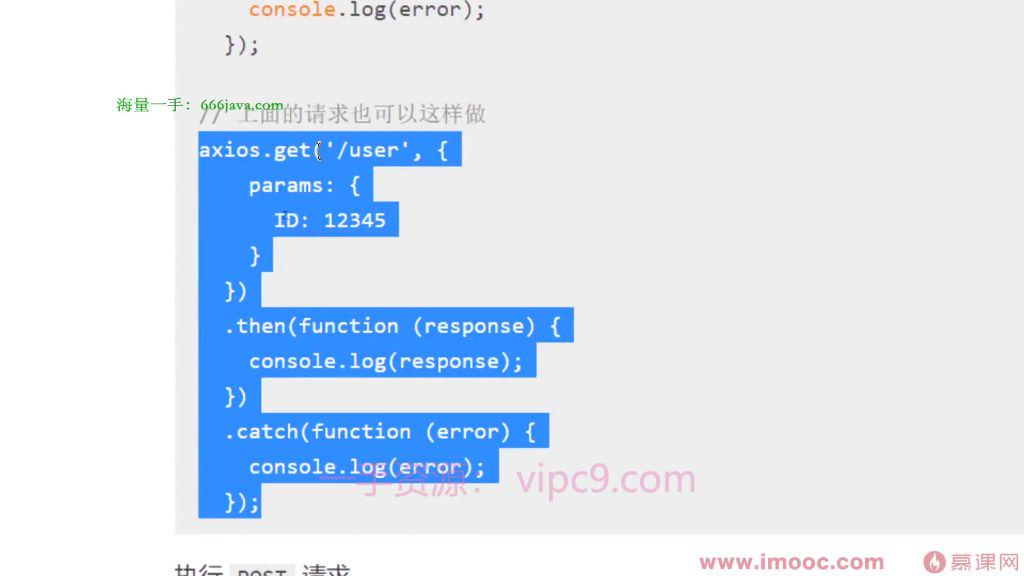 console.log(error);
});
海量一手：666java.com
// 上面的请求也可以这样做
axios.get('/user', {
params: {
ID: 12345
}
})
.then(function (response) {
console.log(response);
})
.catch(function (error) {
console.log(error);
一手资源： vipc9.com
});
执行 POST 请求
www.imooc.com 慕课网